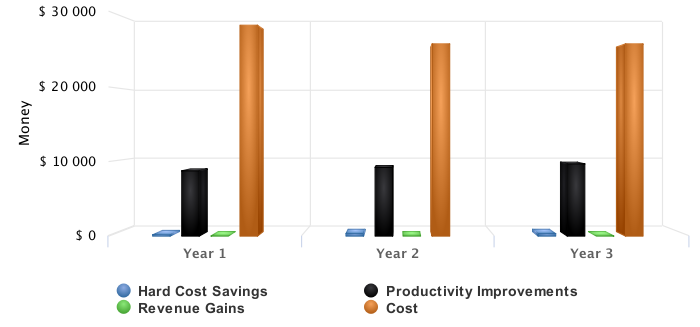 $ 30 000
$ 20 000
$ 10 000
$ 0
Money
Year 1
Year 2
Year 3
Hard Cost Savings
Productivity Improvements
Revenue Gains
Cost